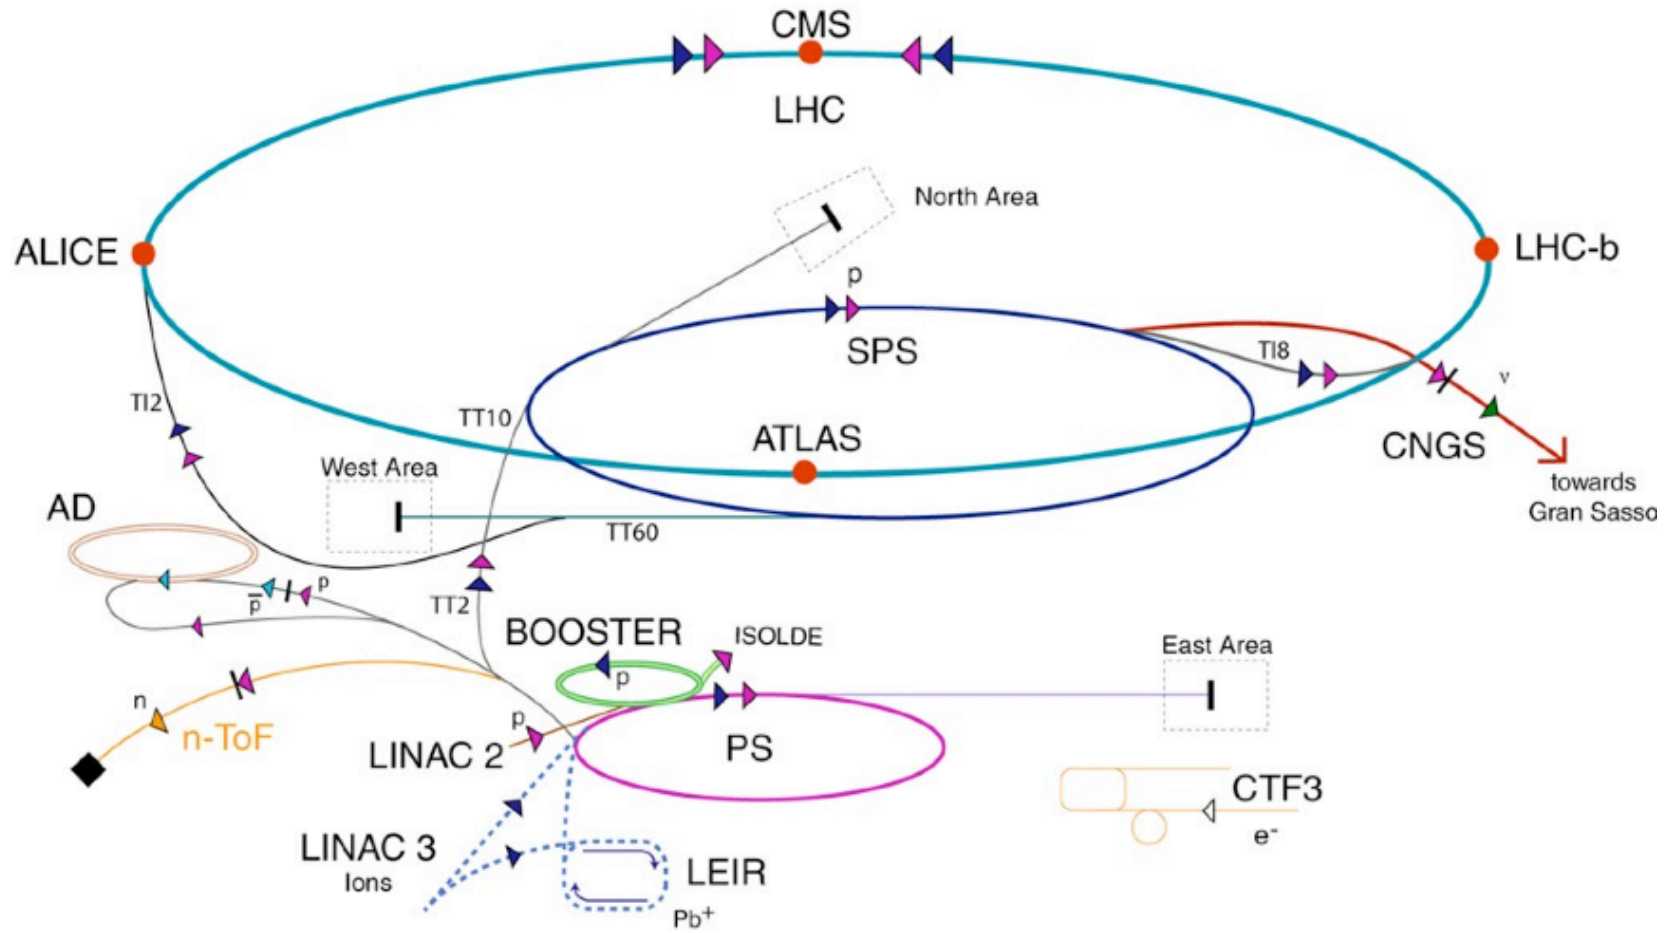 CMS
LHC
North Area
ALICE
LHC-b
p
SPS
TI8
ν
TI2
TT10
ATLAS
CNGS
West Area
towards
Gran Sasso
AD
TT60
p
p̅
TT2
BOOSTER
ISOLDE
East Area
p
n
p
n-ToF
LINAC 2
PS
CTF3
e⁻
LINAC 3
Ions
LEIR
Pb⁺